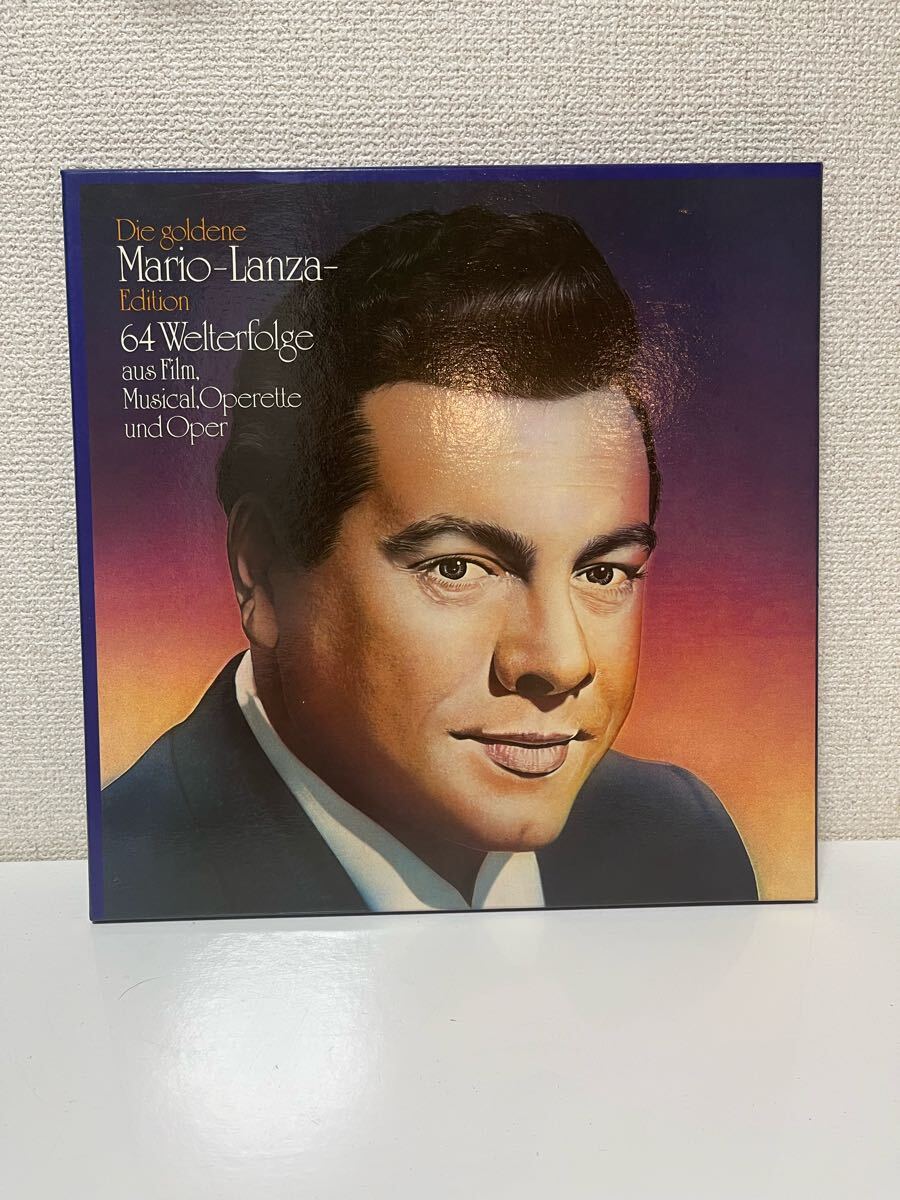 Die goldene
Mario-Lanza-
Edition
64 Welterfolge
aus Film,
Musical, Operette
und Oper